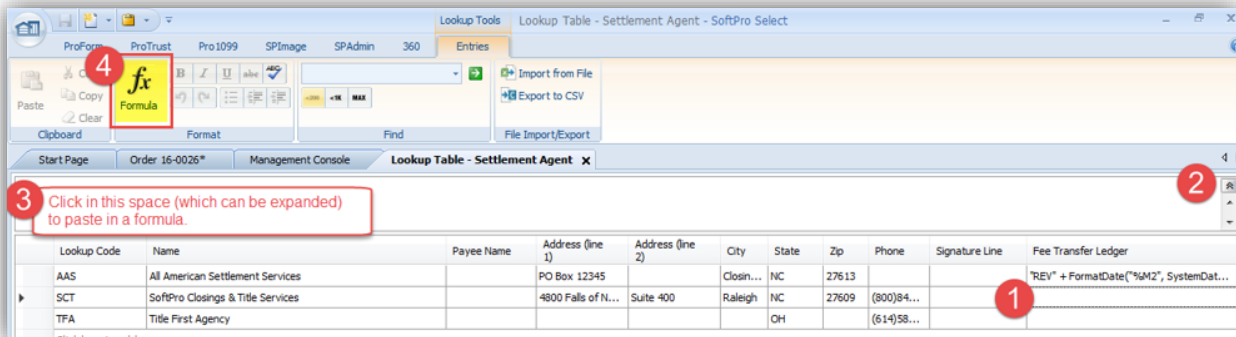 Lookup Tools Lookup Table - Settlement Agent - SoftPro Select
ProForm ProTrust Pro1099 SPImage SPAdmin 360 Entries
4
Paste
Copy
Clear
fx
Formula
B I U abc ABC
<1K MAX
Import from File
Export to CSV
Clipboard Format Find File Import/Export
Start Page Order 16-0026* Management Console Lookup Table - Settlement Agent X
2
3
Click in this space (which can be expanded)
to paste in a formula.
Lookup Code Name Payee Name Address (line 1) Address (line 2) City State Zip Phone Signature Line Fee Transfer Ledger
AAS All American Settlement Services PO Box 12345 Closin... NC 27613 "REV" + FormatDate("%M2", SystemDat...
SCT SoftPro Closings & Title Services 4800 Falls of N... Suite 400 Raleigh NC 27609 (800)84...
1
TFA Title First Agency OH (614)58...